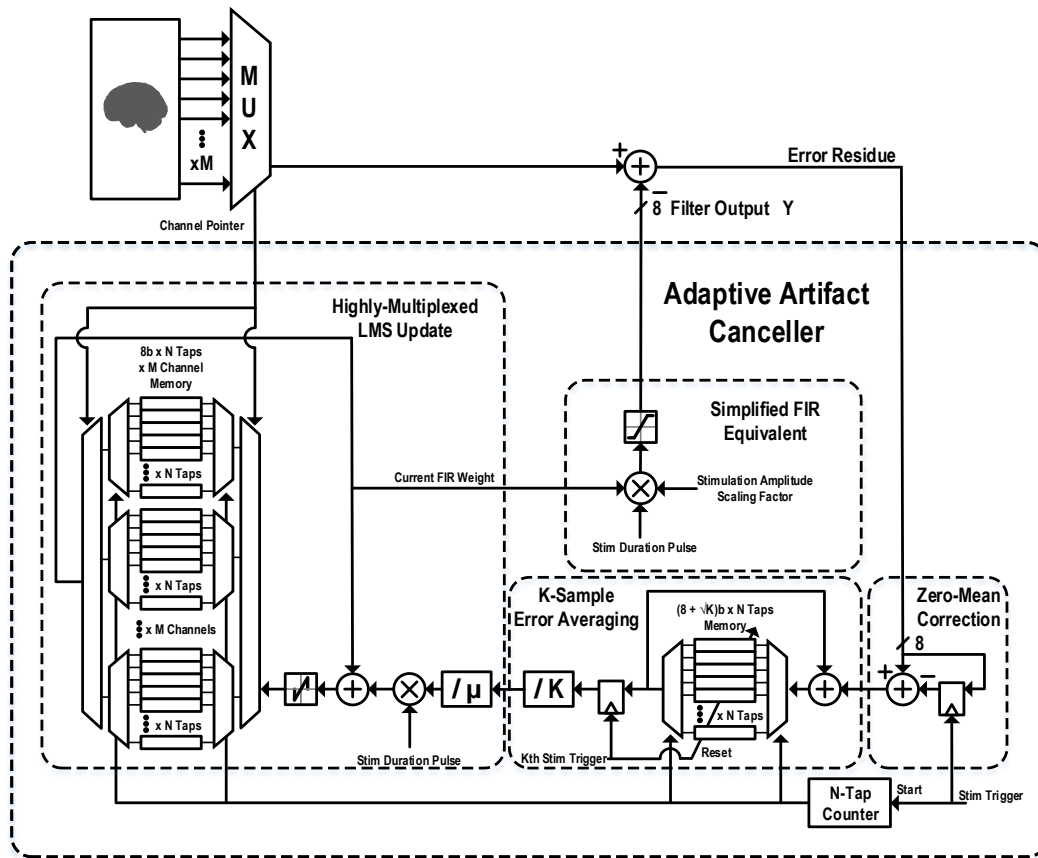 M
U
X
xM
Channel Pointer
+
Error Residue
−
8 Filter Output Y
Adaptive Artifact
Canceller
Highly-Multiplexed
LMS Update
8b x N Taps
x M Channel
Memory
x N Taps
x N Taps
x M Channels
x N Taps
Current FIR Weight
Simplified FIR
Equivalent
Stimulation Amplitude
Scaling Factor
Stim Duration Pulse
K-Sample
Error Averaging
(8 + √K)b x N Taps
Memory
x N Taps
Zero-Mean
Correction
8
+
−
/ K
/ μ
Stim Duration Pulse
Kth Stim Trigger
Reset
N-Tap
Counter
Start
Stim Trigger